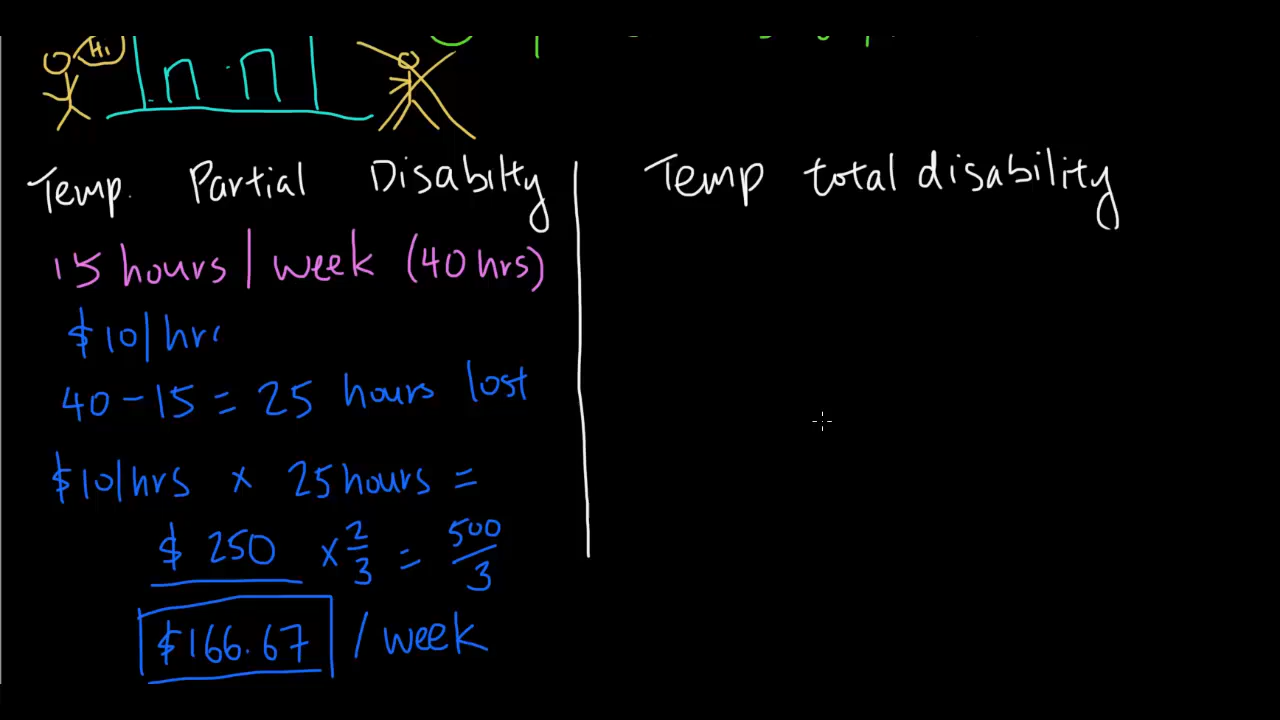 Hi
Temp. Partial Disabilty
15 hours / week (40 hrs)
$10/hr
40 - 15 = 25 hours lost
$10/hrs x 25 hours =
$ 250 x 2/3 = 500/3
$166.67 / week
Temp total disability